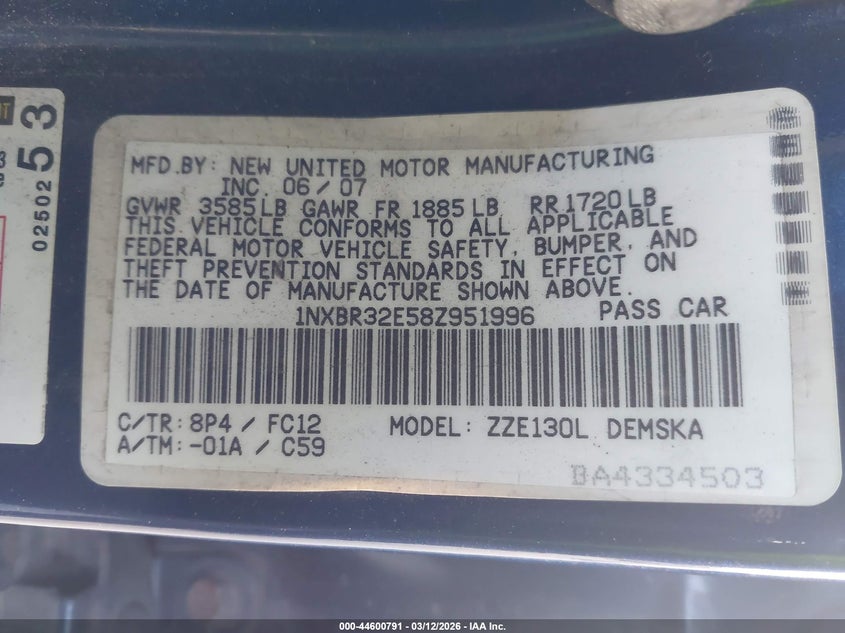 02502 53
MFD.BY: NEW UNITED MOTOR MANUFACTURING
INC. 06/07
GVWR 3585LB GAWR FR 1885LB RR1720LB
THIS VEHICLE CONFORMS TO ALL APPLICABLE
FEDERAL MOTOR VEHICLE SAFETY, BUMPER, AND
THEFT PREVENTION STANDARDS IN EFFECT ON
THE DATE OF MANUFACTURE SHOWN ABOVE.
1NXBR32E58Z951996 PASS CAR
C/TR: 8P4 / FC12 MODEL: ZZE130L DEMSKA
A/TM: -01A / C59
BA4334503
000-44600791 - 03/12/2026 - IAA Inc.